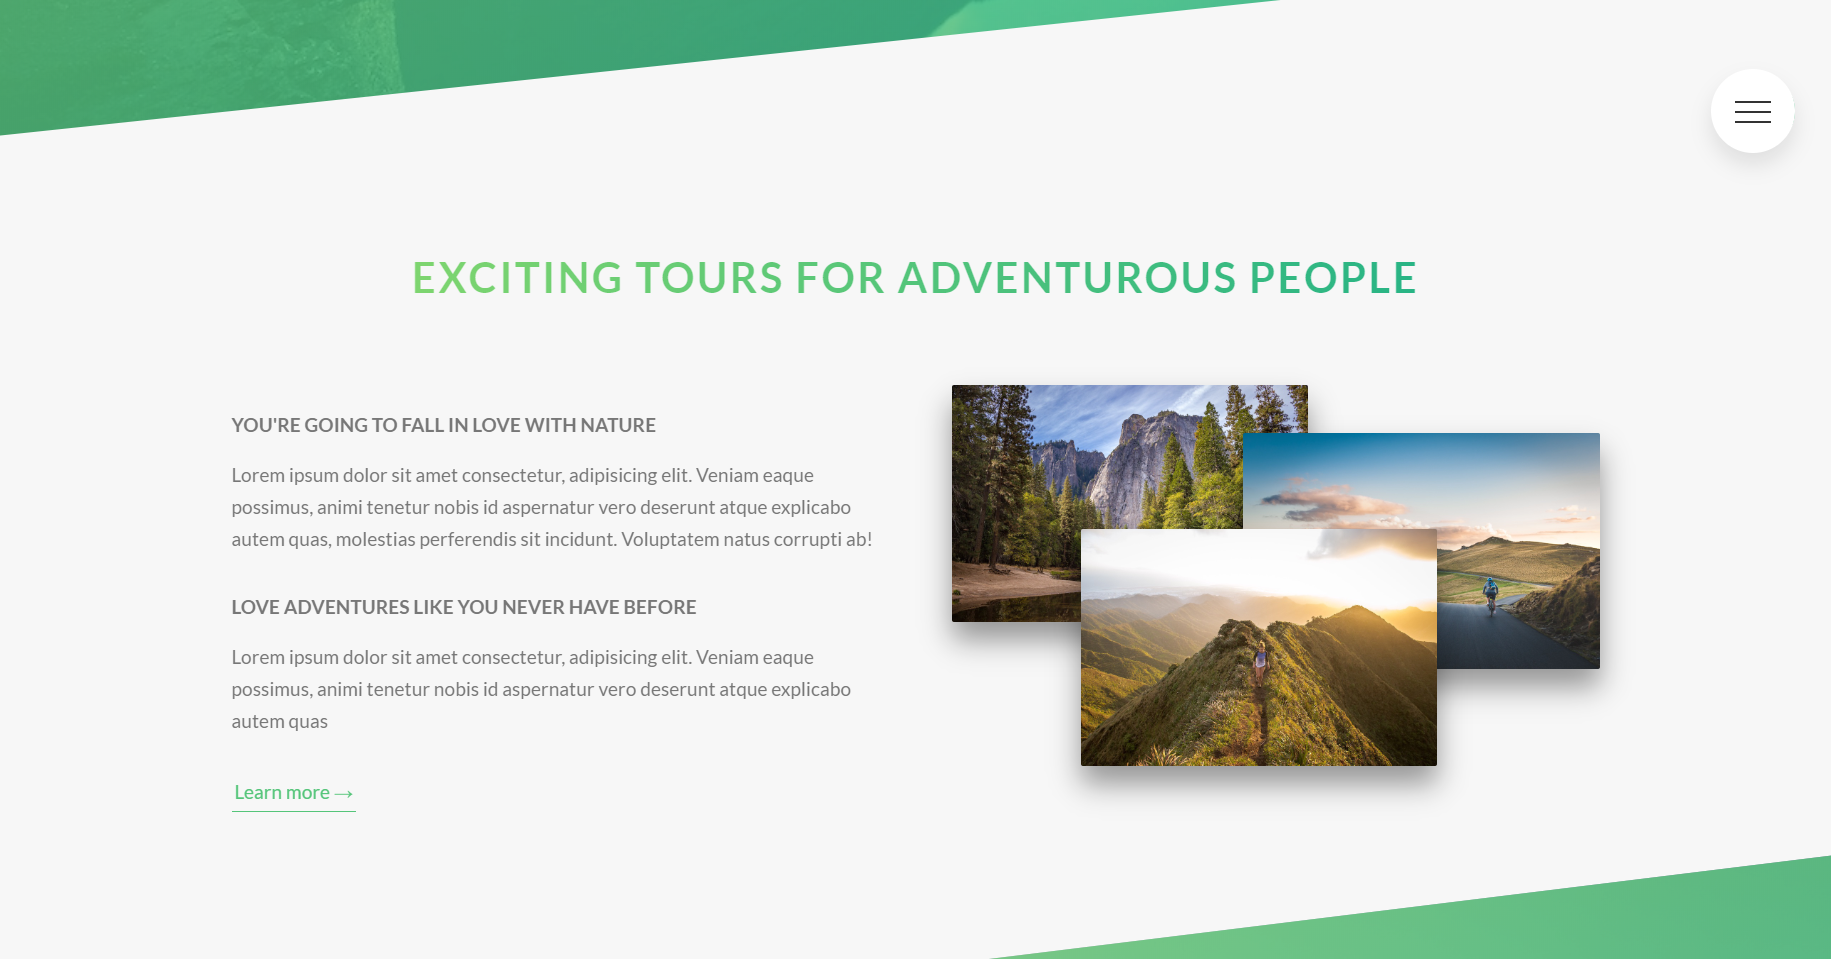 EXCITING TOURS FOR ADVENTUROUS PEOPLE
YOU'RE GOING TO FALL IN LOVE WITH NATURE
Lorem ipsum dolor sit amet consectetur, adipisicing elit. Veniam eaque
possimus, animi tenetur nobis id aspernatur vero deserunt atque explicabo
autem quas, molestias perferendis sit incidunt. Voluptatem natus corrupti ab!
LOVE ADVENTURES LIKE YOU NEVER HAVE BEFORE
Lorem ipsum dolor sit amet consectetur, adipisicing elit. Veniam eaque
possimus, animi tenetur nobis id aspernatur vero deserunt atque explicabo
autem quas
Learn more →